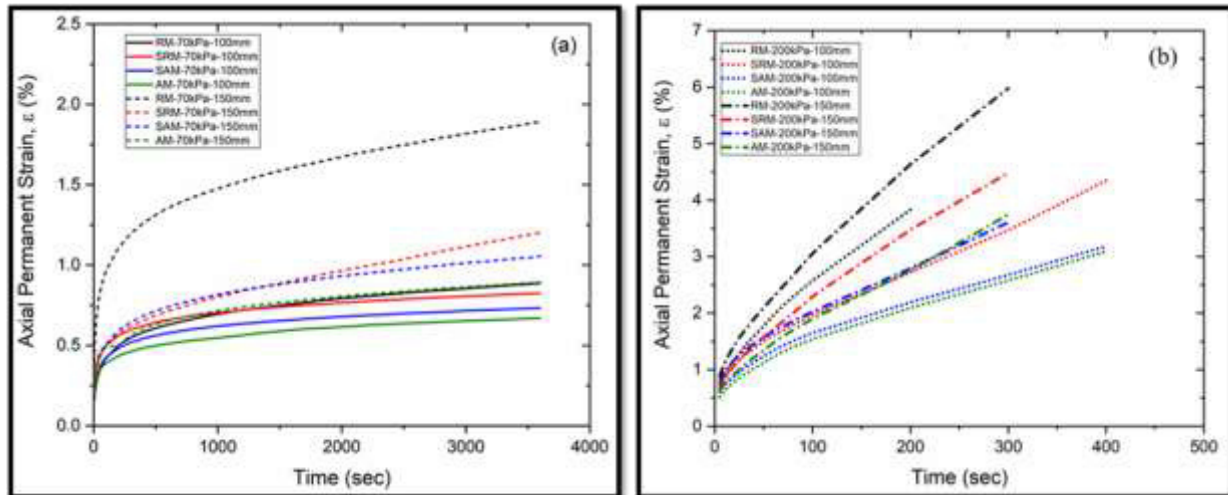 (a)
Axial Permanent Strain, ε (%)
2.5
2.0
1.5
1.0
0.5
0.0
RM-70kPa-100mm
SRM-70kPa-100mm
SAM-70kPa-100mm
AM-70kPa-100mm
RM-70kPa-150mm
SRM-70kPa-150mm
SAM-70kPa-150mm
AM-70kPa-150mm
0 1000 2000 3000 4000
Time (sec)
(b)
Axial Permanent Strain, ε (%)
7
6
5
4
3
2
1
0
RM-200kPa-100mm
SRM-200kPa-100mm
SAM-200kPa-100mm
AM-200kPa-100mm
RM-200kPa-150mm
SRM-200kPa-150mm
SAM-200kPa-150mm
AM-200kPa-150mm
0 100 200 300 400 500
Time (sec)